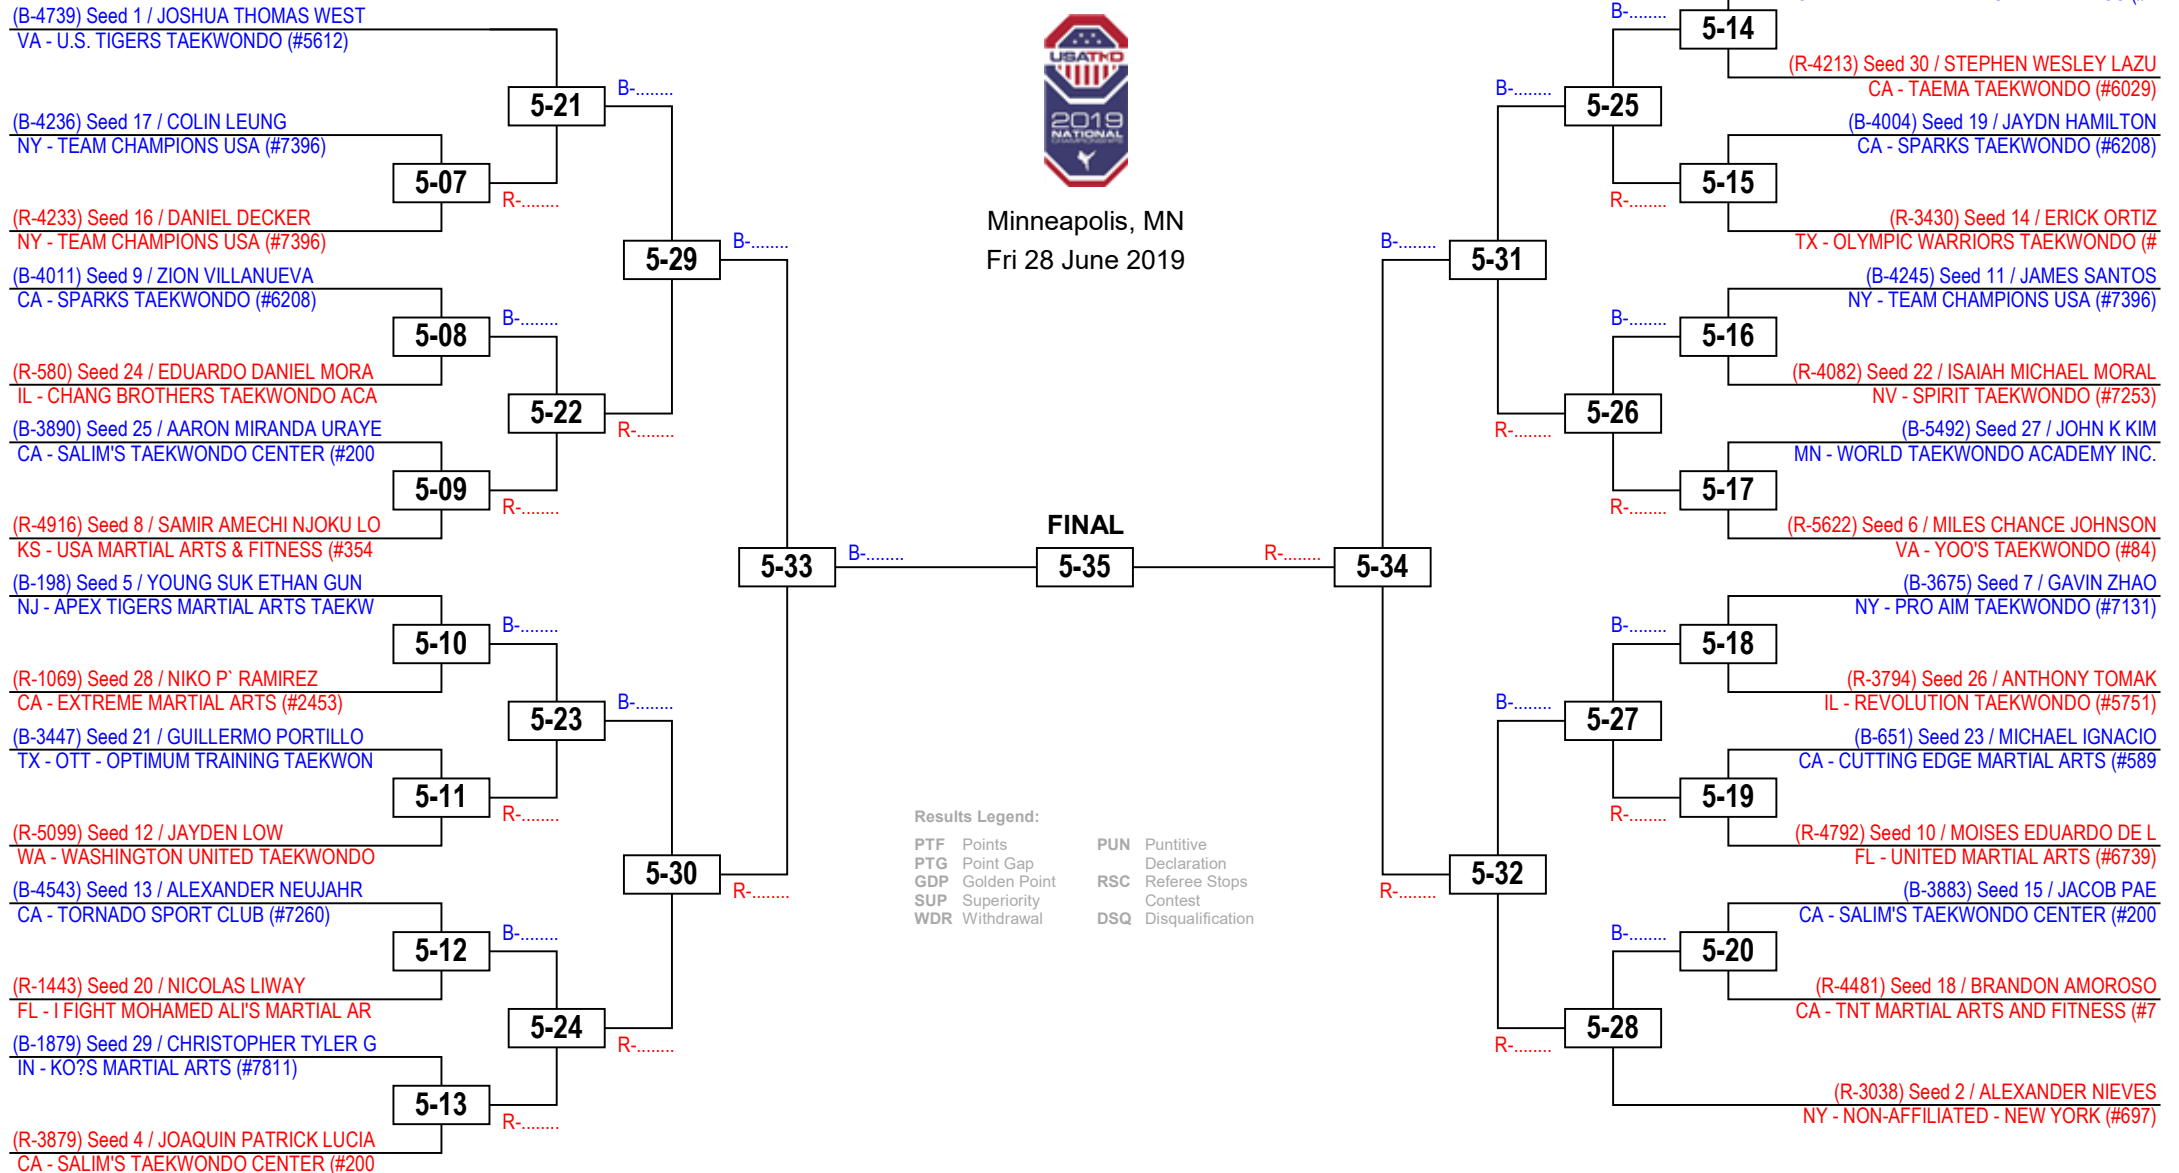 (B-4739) Seed 1 / JOSHUA THOMAS WEST
VA - U.S. TIGERS TAEKWONDO (#5612)
5-21
B-........
(B-4236) Seed 17 / COLIN LEUNG
NY - TEAM CHAMPIONS USA (#7396)
5-07
R-........
(R-4233) Seed 16 / DANIEL DECKER
NY - TEAM CHAMPIONS USA (#7396)
5-29
B-........
(B-4011) Seed 9 / ZION VILLANUEVA
CA - SPARKS TAEKWONDO (#6208)
5-08
B-........
(R-580) Seed 24 / EDUARDO DANIEL MORA
IL - CHANG BROTHERS TAEKWONDO ACA
5-22
R-........
(B-3890) Seed 25 / AARON MIRANDA URAYE
CA - SALIM'S TAEKWONDO CENTER (#200
5-09
R-........
(R-4916) Seed 8 / SAMIR AMECHI NJOKU LO
KS - USA MARTIAL ARTS & FITNESS (#354
5-33
B-........
(B-198) Seed 5 / YOUNG SUK ETHAN GUN
NJ - APEX TIGERS MARTIAL ARTS TAEKW
5-10
B-........
(R-1069) Seed 28 / NIKO P` RAMIREZ
CA - EXTREME MARTIAL ARTS (#2453)
5-23
B-........
(B-3447) Seed 21 / GUILLERMO PORTILLO
TX - OTT - OPTIMUM TRAINING TAEKWON
5-11
R-........
(R-5099) Seed 12 / JAYDEN LOW
WA - WASHINGTON UNITED TAEKWONDO
5-30
R-........
(B-4543) Seed 13 / ALEXANDER NEUJAHR
CA - TORNADO SPORT CLUB (#7260)
5-12
B-........
(R-1443) Seed 20 / NICOLAS LIWAY
FL - I FIGHT MOHAMED ALI'S MARTIAL AR
5-24
R-........
(B-1879) Seed 29 / CHRISTOPHER TYLER G
IN - KO?S MARTIAL ARTS (#7811)
5-13
R-........
(R-3879) Seed 4 / JOAQUIN PATRICK LUCIA
CA - SALIM'S TAEKWONDO CENTER (#200
USATKD
2019
NATIONAL
CHAMPIONSHIPS
Minneapolis, MN
Fri 28 June 2019
FINAL
5-35
Results Legend:
PTF Points
PTG Point Gap
GDP Golden Point
SUP Superiority
WDR Withdrawal
PUN Puntitive
Declaration
RSC Referee Stops
Contest
DSQ Disqualification
B-........
5-14
(R-4213) Seed 30 / STEPHEN WESLEY LAZU
CA - TAEMA TAEKWONDO (#6029)
B-........
5-25
(B-4004) Seed 19 / JAYDN HAMILTON
CA - SPARKS TAEKWONDO (#6208)
R-........
5-15
(R-3430) Seed 14 / ERICK ORTIZ
TX - OLYMPIC WARRIORS TAEKWONDO (#
B-........
5-31
(B-4245) Seed 11 / JAMES SANTOS
NY - TEAM CHAMPIONS USA (#7396)
B-........
5-16
(R-4082) Seed 22 / ISAIAH MICHAEL MORAL
NV - SPIRIT TAEKWONDO (#7253)
R-........
5-26
(B-5492) Seed 27 / JOHN K KIM
MN - WORLD TAEKWONDO ACADEMY INC.
R-........
5-17
(R-5622) Seed 6 / MILES CHANCE JOHNSON
VA - YOO'S TAEKWONDO (#84)
R-........
5-34
(B-3675) Seed 7 / GAVIN ZHAO
NY - PRO AIM TAEKWONDO (#7131)
B-........
5-18
(R-3794) Seed 26 / ANTHONY TOMAK
IL - REVOLUTION TAEKWONDO (#5751)
B-........
5-27
(B-651) Seed 23 / MICHAEL IGNACIO
CA - CUTTING EDGE MARTIAL ARTS (#589
R-........
5-19
(R-4792) Seed 10 / MOISES EDUARDO DE L
FL - UNITED MARTIAL ARTS (#6739)
R-........
5-32
(B-3883) Seed 15 / JACOB PAE
CA - SALIM'S TAEKWONDO CENTER (#200
B-........
5-20
(R-4481) Seed 18 / BRANDON AMOROSO
CA - TNT MARTIAL ARTS AND FITNESS (#7
R-........
5-28
(R-3038) Seed 2 / ALEXANDER NIEVES
NY - NON-AFFILIATED - NEW YORK (#697)